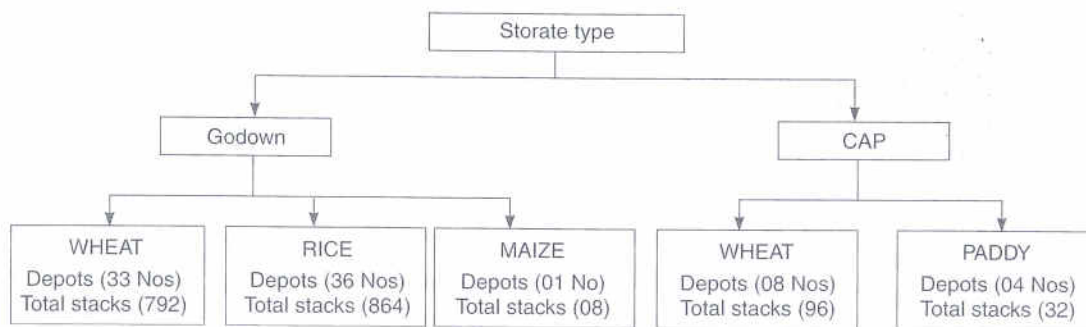 Storate type
Godown
CAP
WHEAT
Depots (33 Nos)
Total stacks (792)
RICE
Depots (36 Nos)
Total stacks (864)
MAIZE
Depots (01 No)
Total stacks (08)
WHEAT
Depots (08 Nos)
Total stacks (96)
PADDY
Depots (04 Nos)
Total stacks (32)